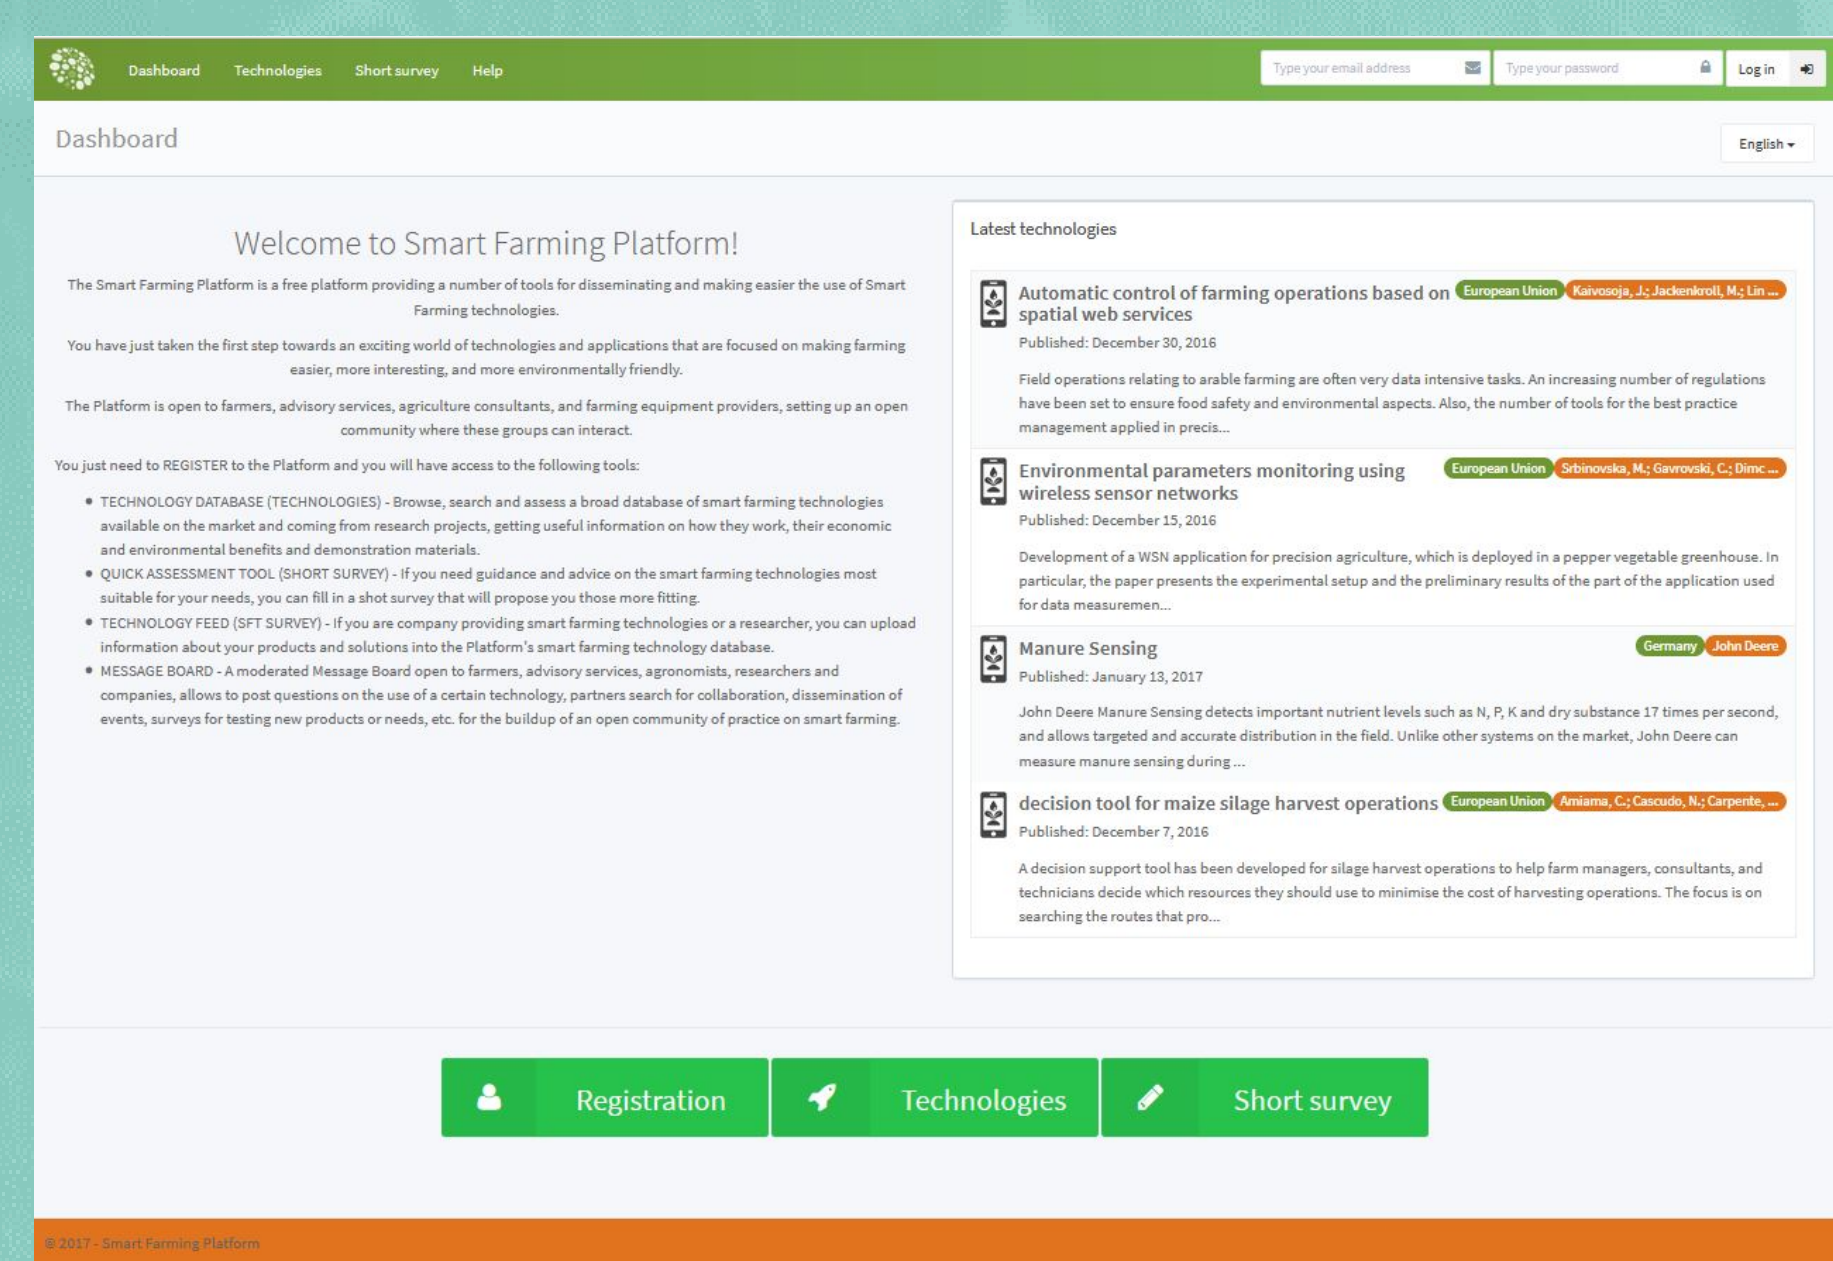 Dashboard Technologies Short survey Help
Type your email address Type your password Log in
Dashboard
English
Welcome to Smart Farming Platform!
The Smart Farming Platform is a free platform providing a number of tools for disseminating and making easier the use of Smart
Farming technologies.
You have just taken the first step towards an exciting world of technologies and applications that are focused on making farming
easier, more interesting, and more environmentally friendly.
The Platform is open to farmers, advisory services, agriculture consultants, and farming equipment providers, setting up an open
community where these groups can interact.
You just need to REGISTER to the Platform and you will have access to the following tools:
• TECHNOLOGY DATABASE (TECHNOLOGIES) - Browse, search and assess a broad database of smart farming technologies
available on the market and coming from research projects, getting useful information on how they work, their economic
and environmental benefits and demonstration materials.
• QUICK ASSESSMENT TOOL (SHORT SURVEY) - If you need guidance and advice on the smart farming technologies most
suitable for your needs, you can fill in a shot survey that will propose you those more fitting.
• TECHNOLOGY FEED (SFT SURVEY) - If you are company providing smart farming technologies or a researcher, you can upload
information about your products and solutions into the Platform's smart farming technology database.
• MESSAGE BOARD - A moderated Message Board open to farmers, advisory services, agronomists, researchers and
companies, allows to post questions on the use of a certain technology, partners search for collaboration, dissemination of
events, surveys for testing new products or needs, etc. for the buildup of an open community of practice on smart farming.
Latest technologies
Automatic control of farming operations based on European Union Kaivosoja, J.; Jackenkroll, M.; Lin ...
spatial web services
Published: December 30, 2016
Field operations relating to arable farming are often very data intensive tasks. An increasing number of regulations
have been set to ensure food safety and environmental aspects. Also, the number of tools for the best practice
management applied in precis...
Environmental parameters monitoring using European Union Srbinovska, M.; Gavrovski, C.; Dimc ...
wireless sensor networks
Published: December 15, 2016
Development of a WSN application for precision agriculture, which is deployed in a pepper vegetable greenhouse. In
particular, the paper presents the experimental setup and the preliminary results of the part of the application used
for data measuremen...
Manure Sensing Germany John Deere
Published: January 13, 2017
John Deere Manure Sensing detects important nutrient levels such as N, P, K and dry substance 17 times per second,
and allows targeted and accurate distribution in the field. Unlike other systems on the market, John Deere can
measure manure sensing during ...
decision tool for maize silage harvest operations European Union Amiama, C.; Cascudo, N.; Carpente, ...
Published: December 7, 2016
A decision support tool has been developed for silage harvest operations to help farm managers, consultants, and
technicians decide which resources they should use to minimise the cost of harvesting operations. The focus is on
searching the routes that pro...
Registration Technologies Short survey
© 2017 - Smart Farming Platform